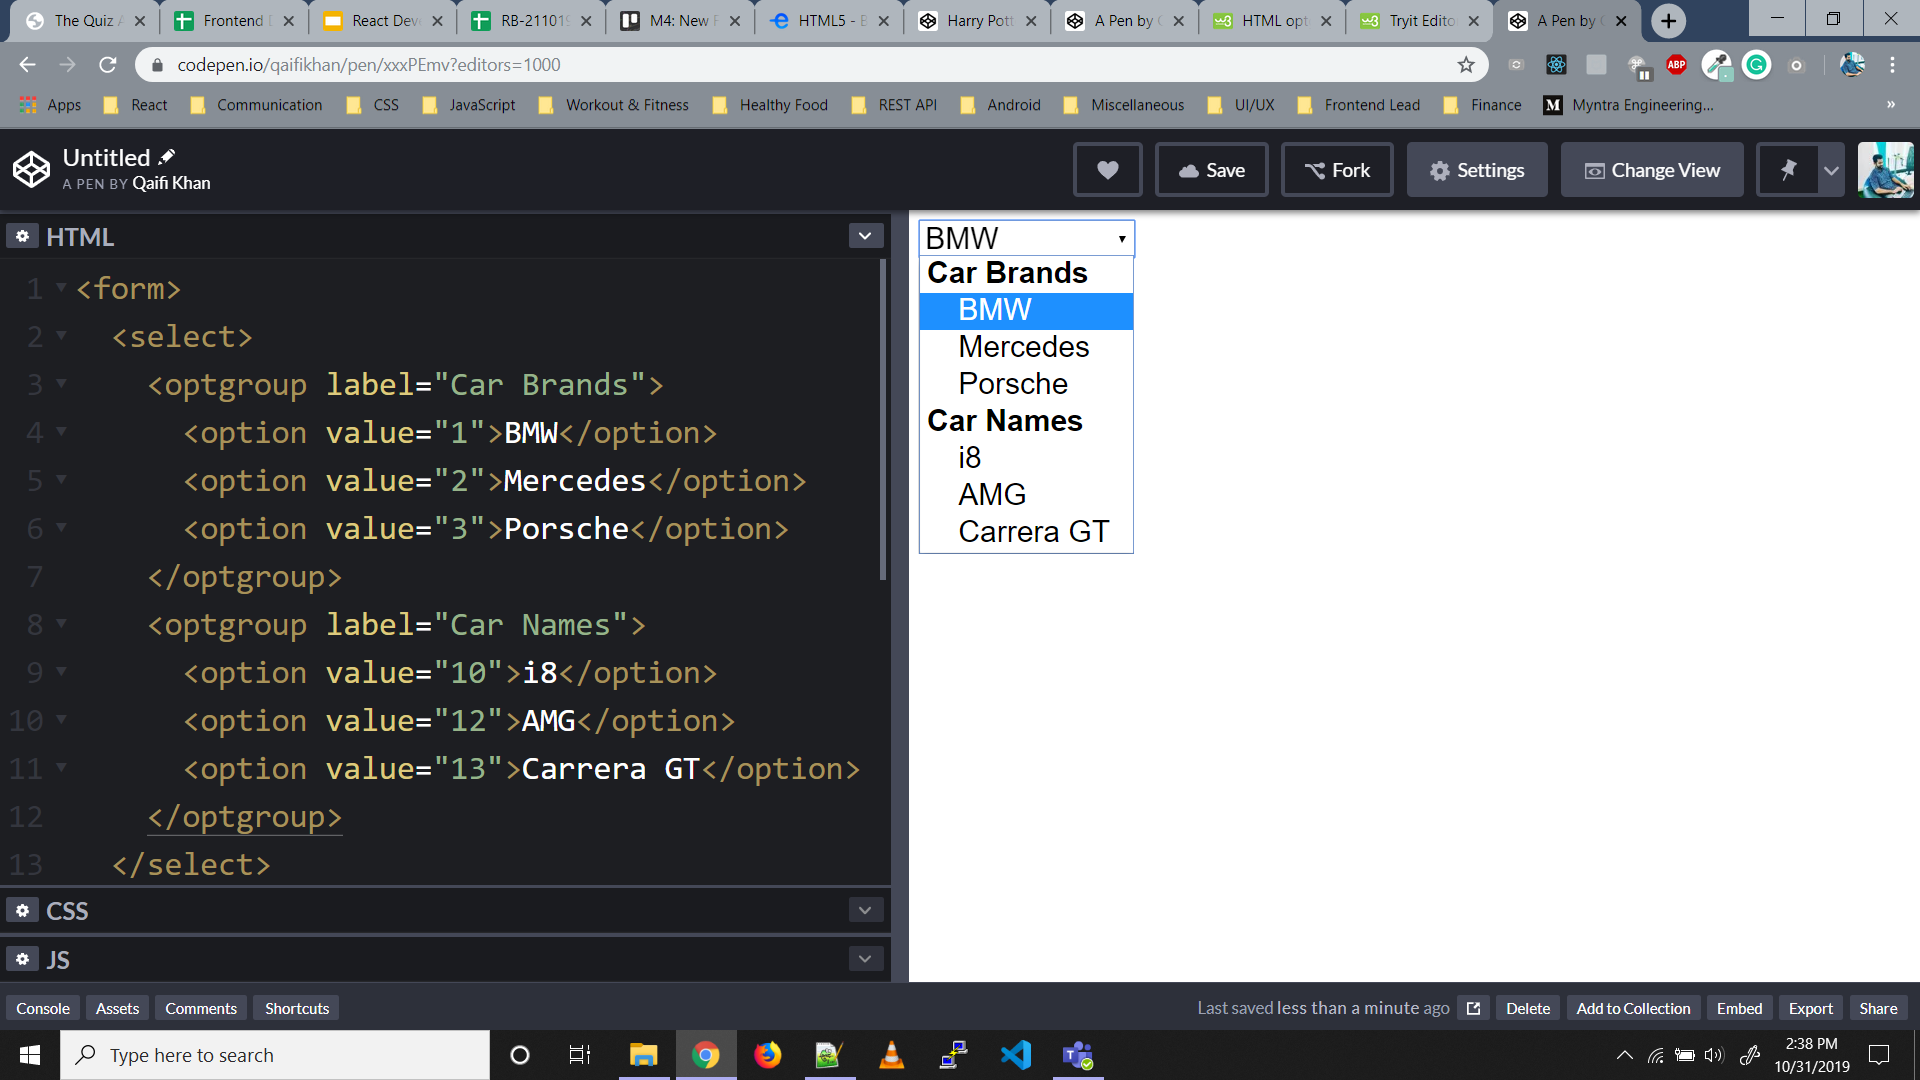 The Quiz A
Frontend D
React Deve
RB-211019
M4: New F
HTML5 - B
Harry Pott
A Pen by C
HTML opt
Tryit Edito
A Pen by C
codepen.io/qaifikhan/pen/xxxPEmv?editors=1000
ABP
Apps
React
Communication
CSS
JavaScript
Workout & Fitness
Healthy Food
REST API
Android
Miscellaneous
UI/UX
Frontend Lead
Finance
Myntra Engineering...
Untitled
A PEN BY Qaifi Khan
Save
Fork
Settings
Change View
HTML
1 <form>
2 <select>
3 <optgroup label="Car Brands">
4 <option value="1">BMW</option>
5 <option value="2">Mercedes</option>
6 <option value="3">Porsche</option>
7 </optgroup>
8 <optgroup label="Car Names">
9 <option value="10">i8</option>
10 <option value="12">AMG</option>
11 <option value="13">Carrera GT</option>
12 </optgroup>
13 </select>
CSS
JS
BMW
Car Brands
BMW
Mercedes
Porsche
Car Names
i8
AMG
Carrera GT
Console
Assets
Comments
Shortcuts
Last saved less than a minute ago
Delete
Add to Collection
Embed
Export
Share
Type here to search
2:38 PM
10/31/2019